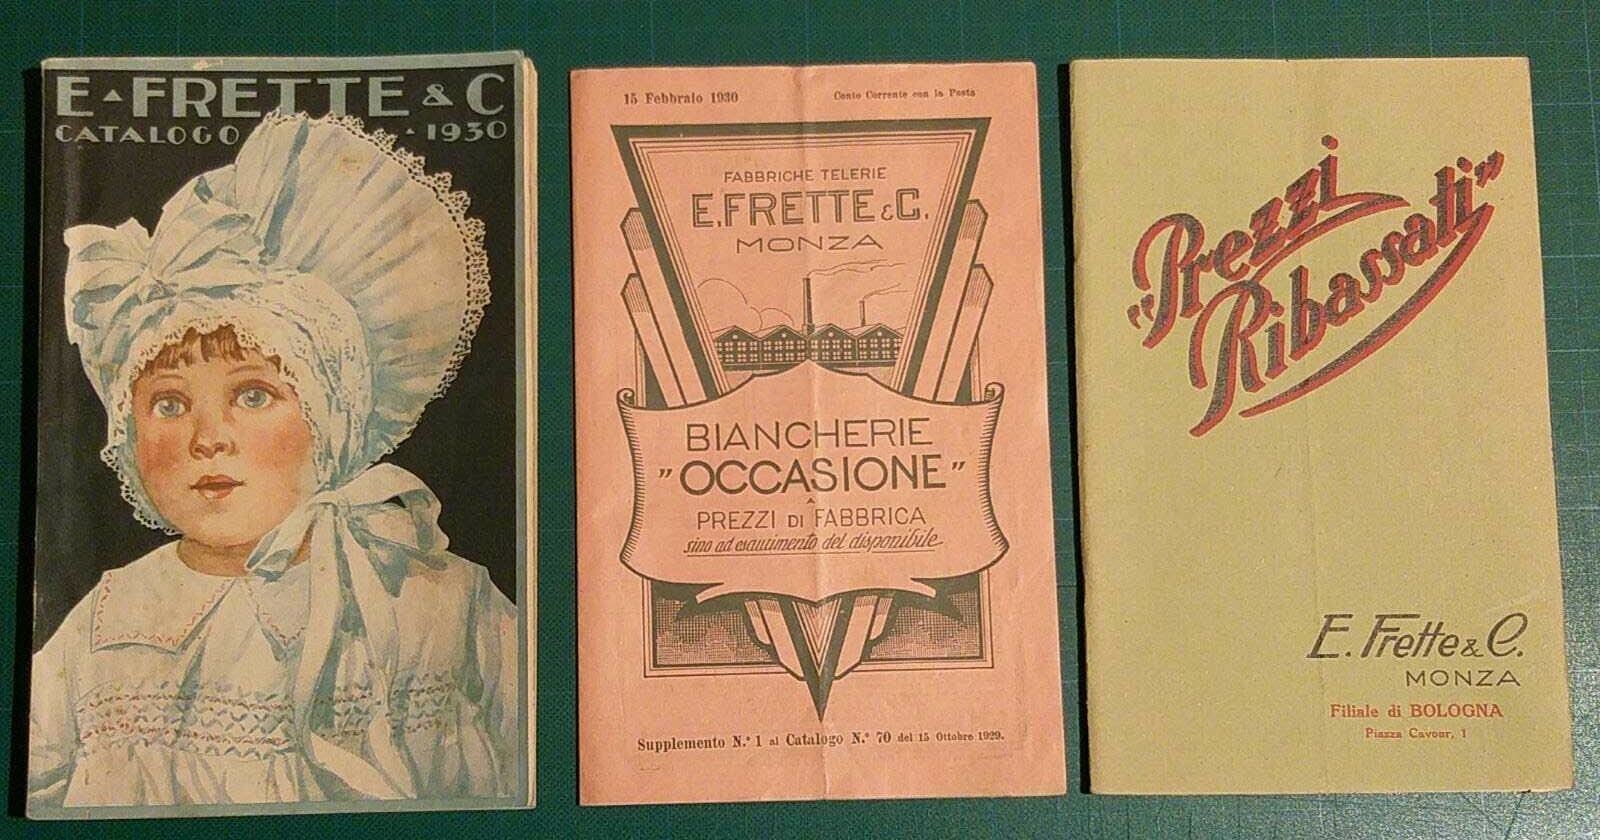 E-FRETTE & C
CATALOGO · 1930
15 Febbraio 1930
Conto Corrente con la Posta
FABBRICHE TELERIE
E.FRETTE & C.
MONZA
BIANCHERIE
"OCCASIONE"
A
PREZZI DI FABBRICA
sino ad esaurimento del disponibile
Supplemento N.° 1 al Catalogo N.° 70 del 15 Ottobre 1929.
"Prezzi
Ribassati"
E. Frette & C.
MONZA
Filiale di BOLOGNA
Piazza Cavour, 1